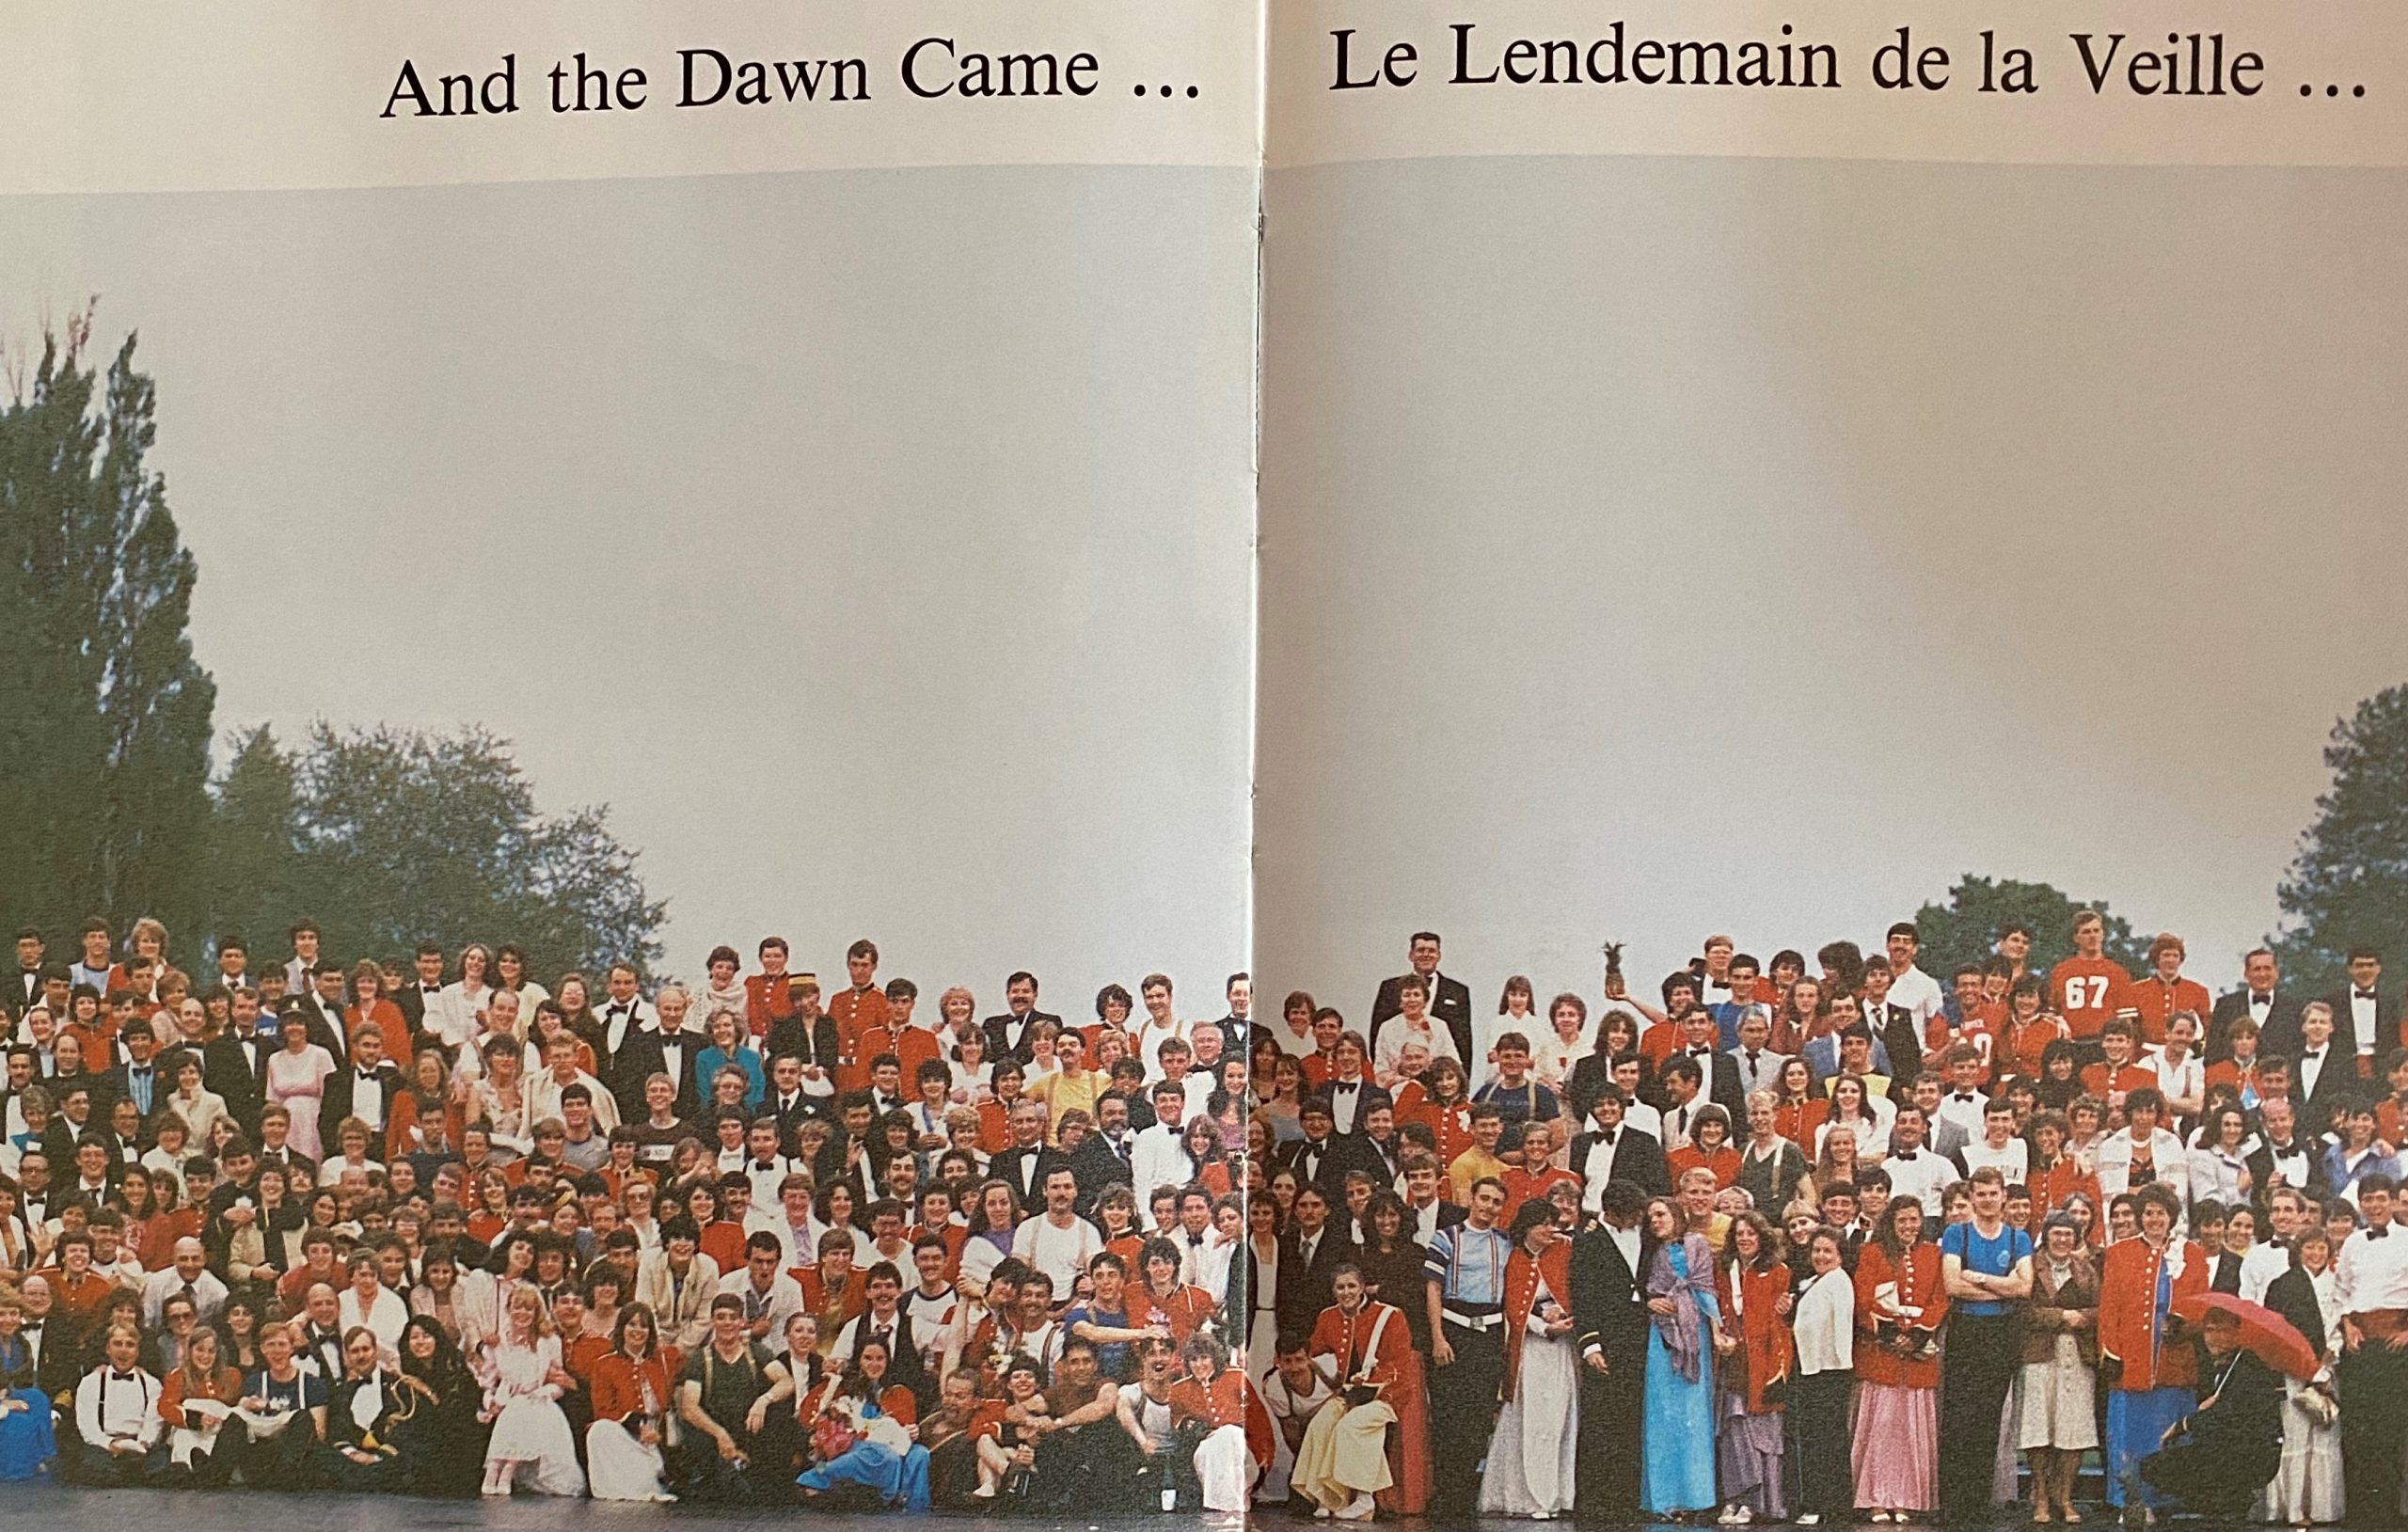 And the Dawn Came ...
Le Lendemain de la Veille ...
67